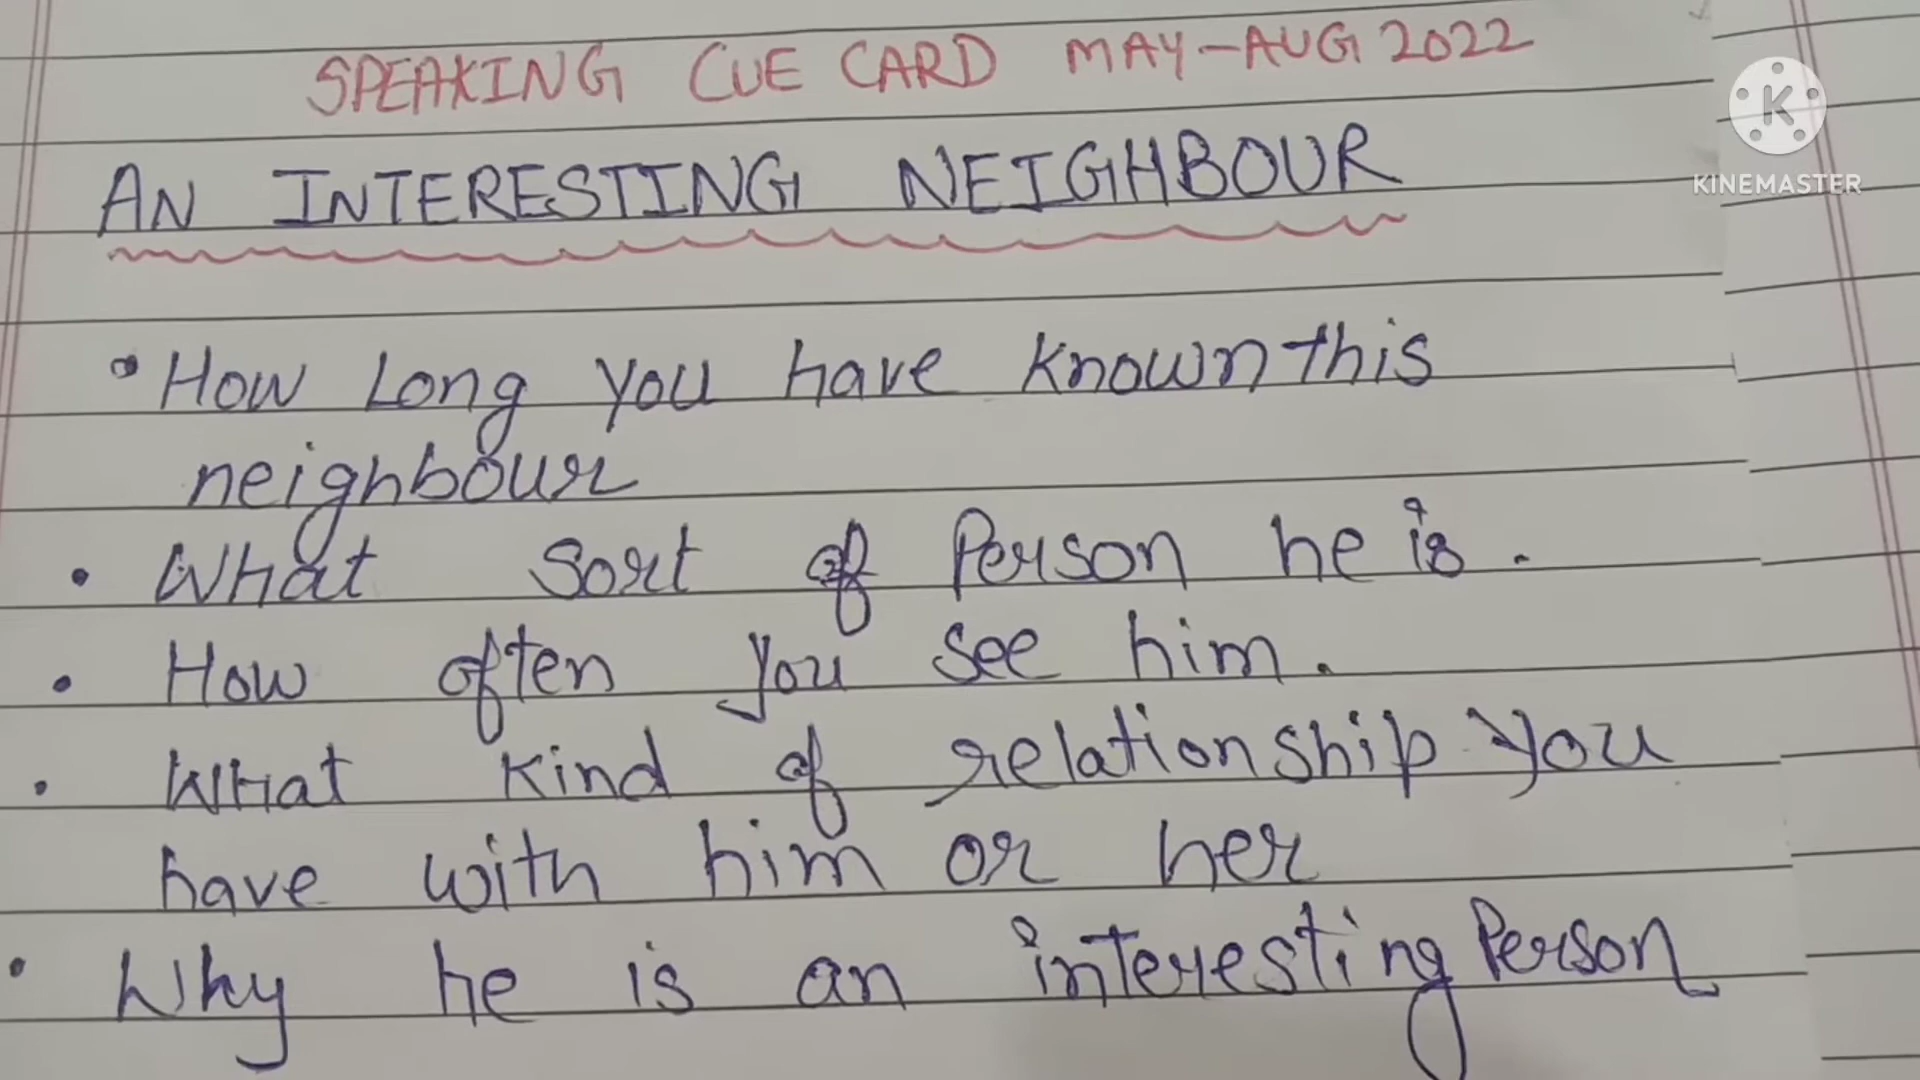 SPEAKING CUE CARD MAY-AUG 2022
KINEMASTER
AN INTERESTING NEIGHBOUR
• How Long you have known this
neighbour
• What Sort of Person he is.
• How often you see him.
• What Kind of relationship you
have with him or her
• Why he is an interesting Person